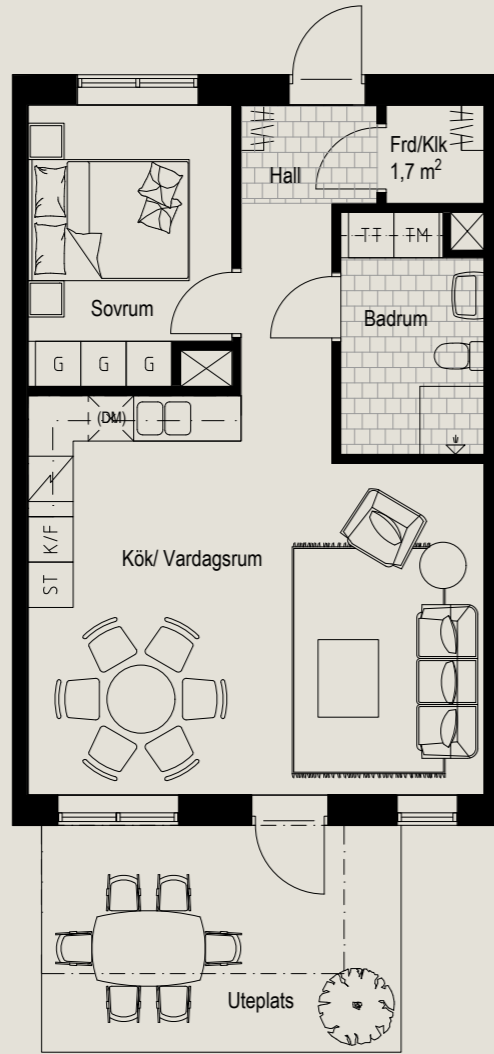 Frd/Klk
1,7 m²
Hall
TT TM
Sovrum
Badrum
G G G
(DM)
K/F
Kök/ Vardagsrum
ST
Uteplats